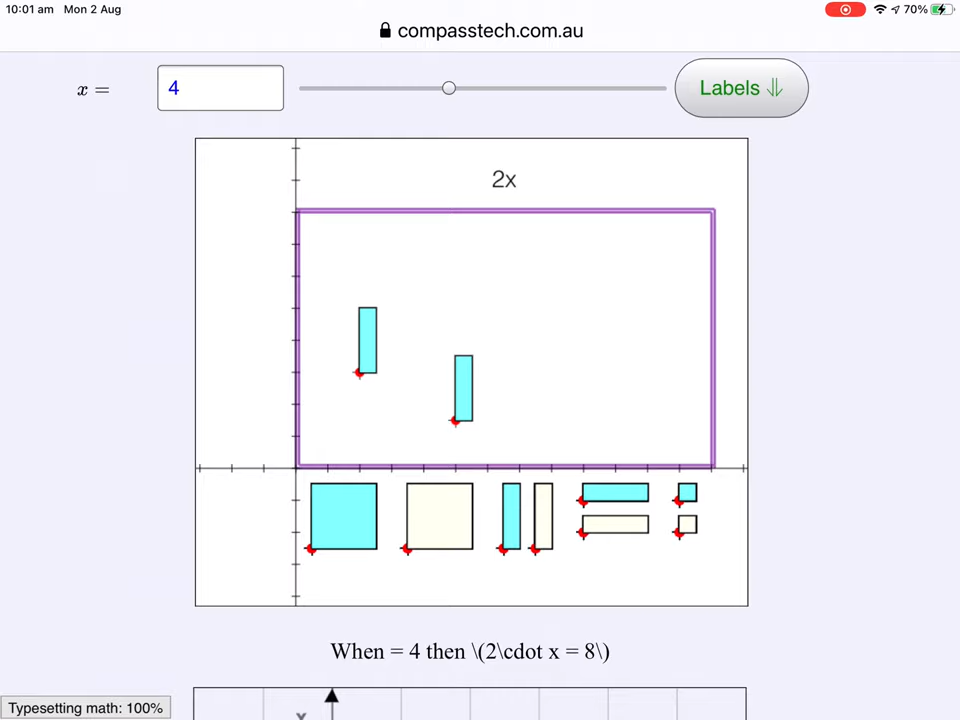 10:01 am Mon 2 Aug 70%
compasstech.com.au
x = 4 Labels ⥥
2x
When = 4 then \(2\cdot x = 8\)
Typesetting math: 100%